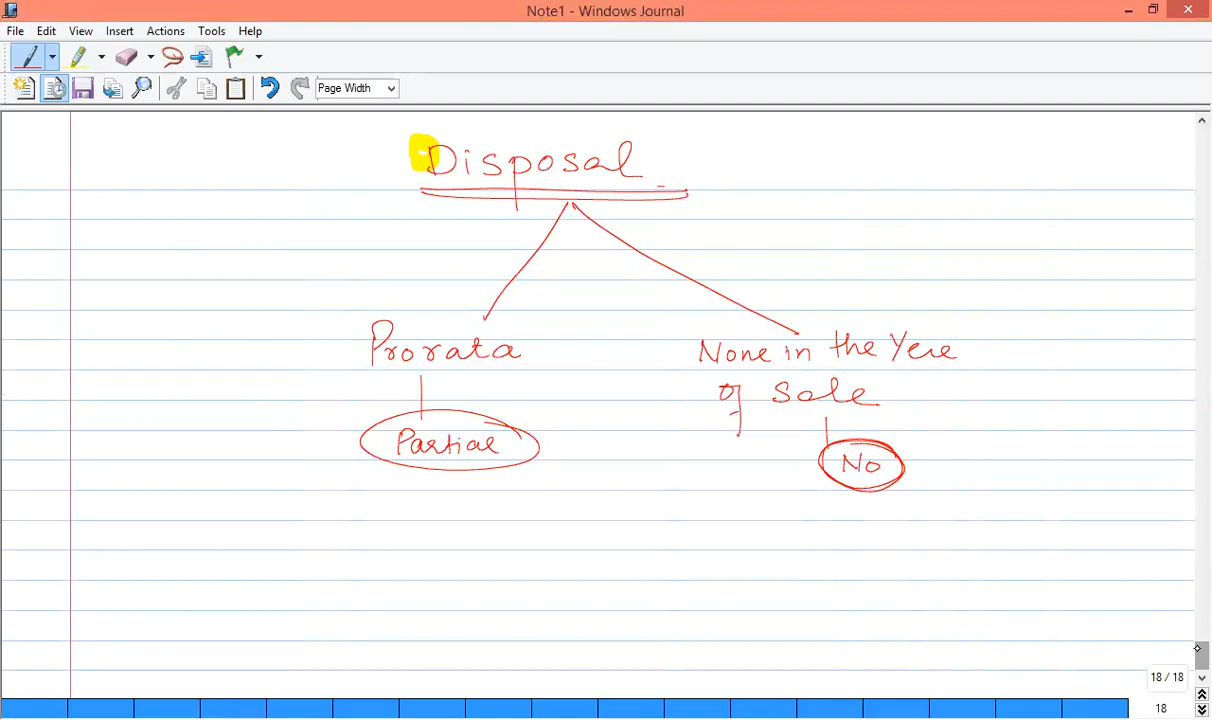 Note1 - Windows Journal
File Edit View Insert Actions Tools Help
Page Width
Disposal
Prorata
None in the Yere
of Sale
Partial
No
18 / 18
18